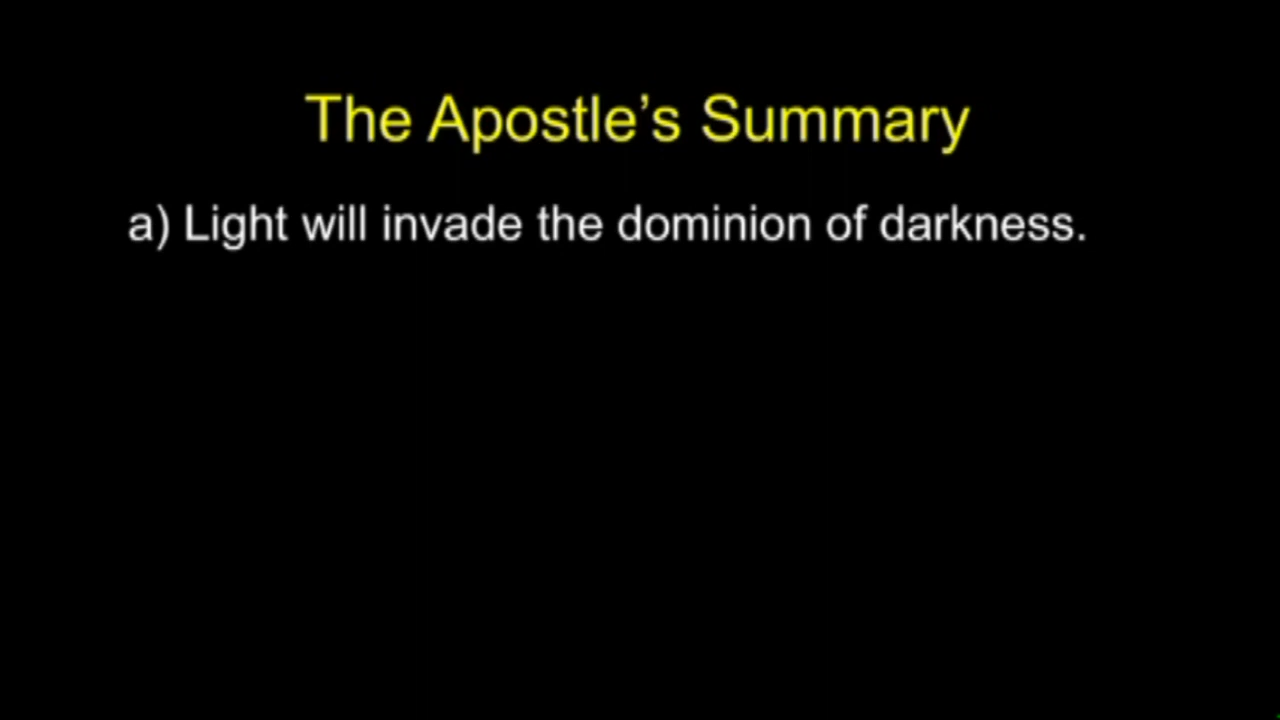 The Apostle’s Summary
a) Light will invade the dominion of darkness.